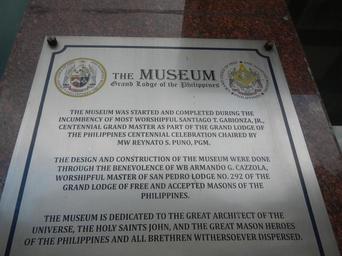 THE MUSEUM
Grand Lodge of the Philippines
THE MUSEUM WAS STARTED AND COMPLETED DURING THE
INCUMBENCY OF MOST WORSHIPFUL SANTIAGO T. GABIONZA, JR.,
CENTENNIAL GRAND MASTER AS PART OF THE GRAND LODGE OF
THE PHILIPPINES CENTENNIAL CELEBRATION CHAIRED BY
MW REYNATO S. PUNO, PGM.
THE DESIGN AND CONSTRUCTION OF THE MUSEUM WERE DONE
THROUGH THE BENEVOLENCE OF WB ARMANDO G. CAZZOLA,
WORSHIPFUL MASTER OF SAN PEDRO LODGE NO. 292 OF THE
GRAND LODGE OF FREE AND ACCEPTED MASONS OF THE
PHILIPPINES.
THE MUSEUM IS DEDICATED TO THE GREAT ARCHITECT OF THE
UNIVERSE, THE HOLY SAINTS JOHN, AND THE GREAT MASON HEROES
OF THE PHILIPPINES AND ALL BRETHREN WITHERSOEVER DISPERSED.